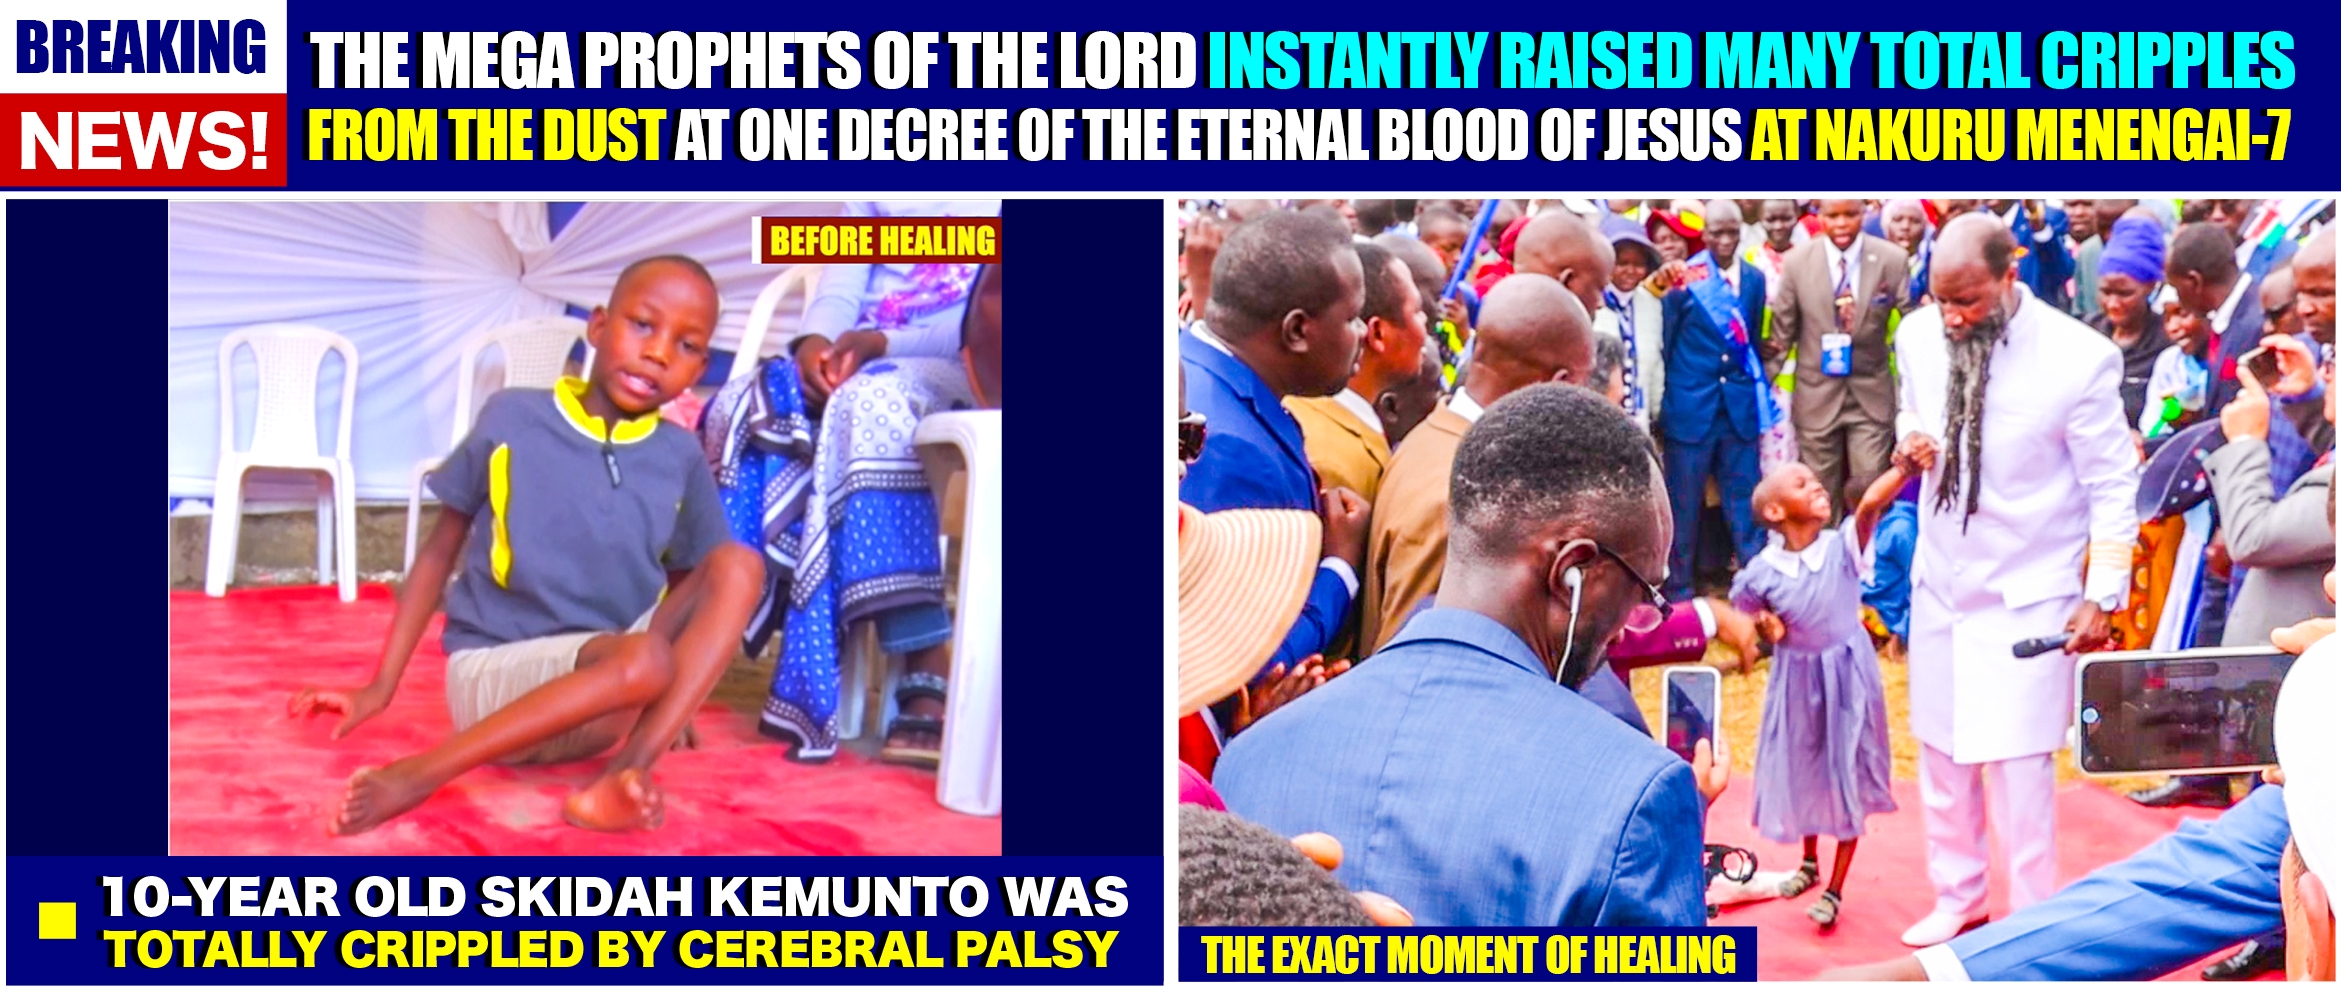 BREAKING
NEWS!
THE MEGA PROPHETS OF THE LORD INSTANTLY RAISED MANY TOTAL CRIPPLES
FROM THE DUST AT ONE DECREE OF THE ETERNAL BLOOD OF JESUS AT NAKURU MENENGAI-7
BEFORE HEALING
10-YEAR OLD SKIDAH KEMUNTO WAS
TOTALLY CRIPPLED BY CEREBRAL PALSY
THE EXACT MOMENT OF HEALING